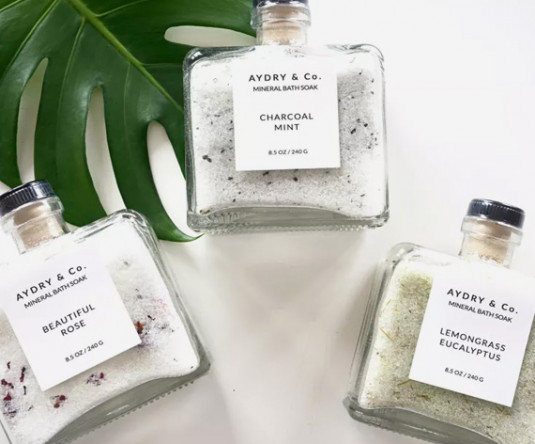 AYDRY & Co.
MINERAL BATH SOAK
CHARCOAL
MINT
8.5 OZ / 240 G
AYDRY & Co.
MINERAL BATH SOAK
BEAUTIFUL
ROSE
8.5 OZ / 240 G
AYDRY & Co.
MINERAL BATH SOAK
LEMONGRASS
EUCALYPTUS
8.5 OZ / 240 G